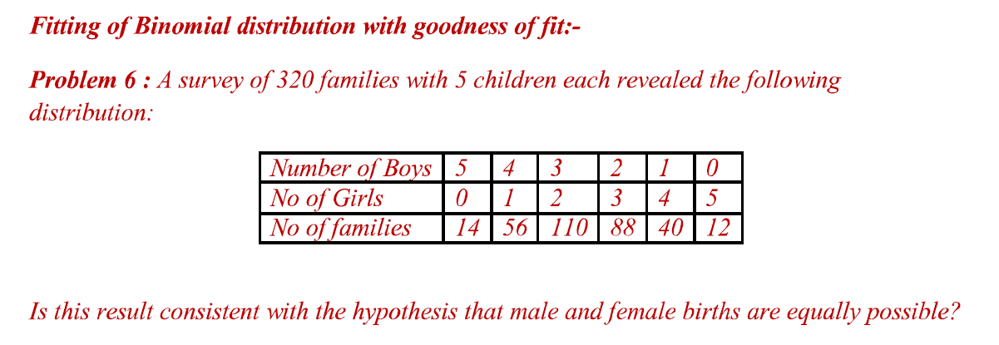 Fitting of Binomial distribution with goodness of fit:-
Problem 6 : A survey of 320 families with 5 children each revealed the following
distribution:
Number of Boys 5 4 3 2 1 0
No of Girls 0 1 2 3 4 5
No of families 14 56 110 88 40 12
Is this result consistent with the hypothesis that male and female births are equally possible?